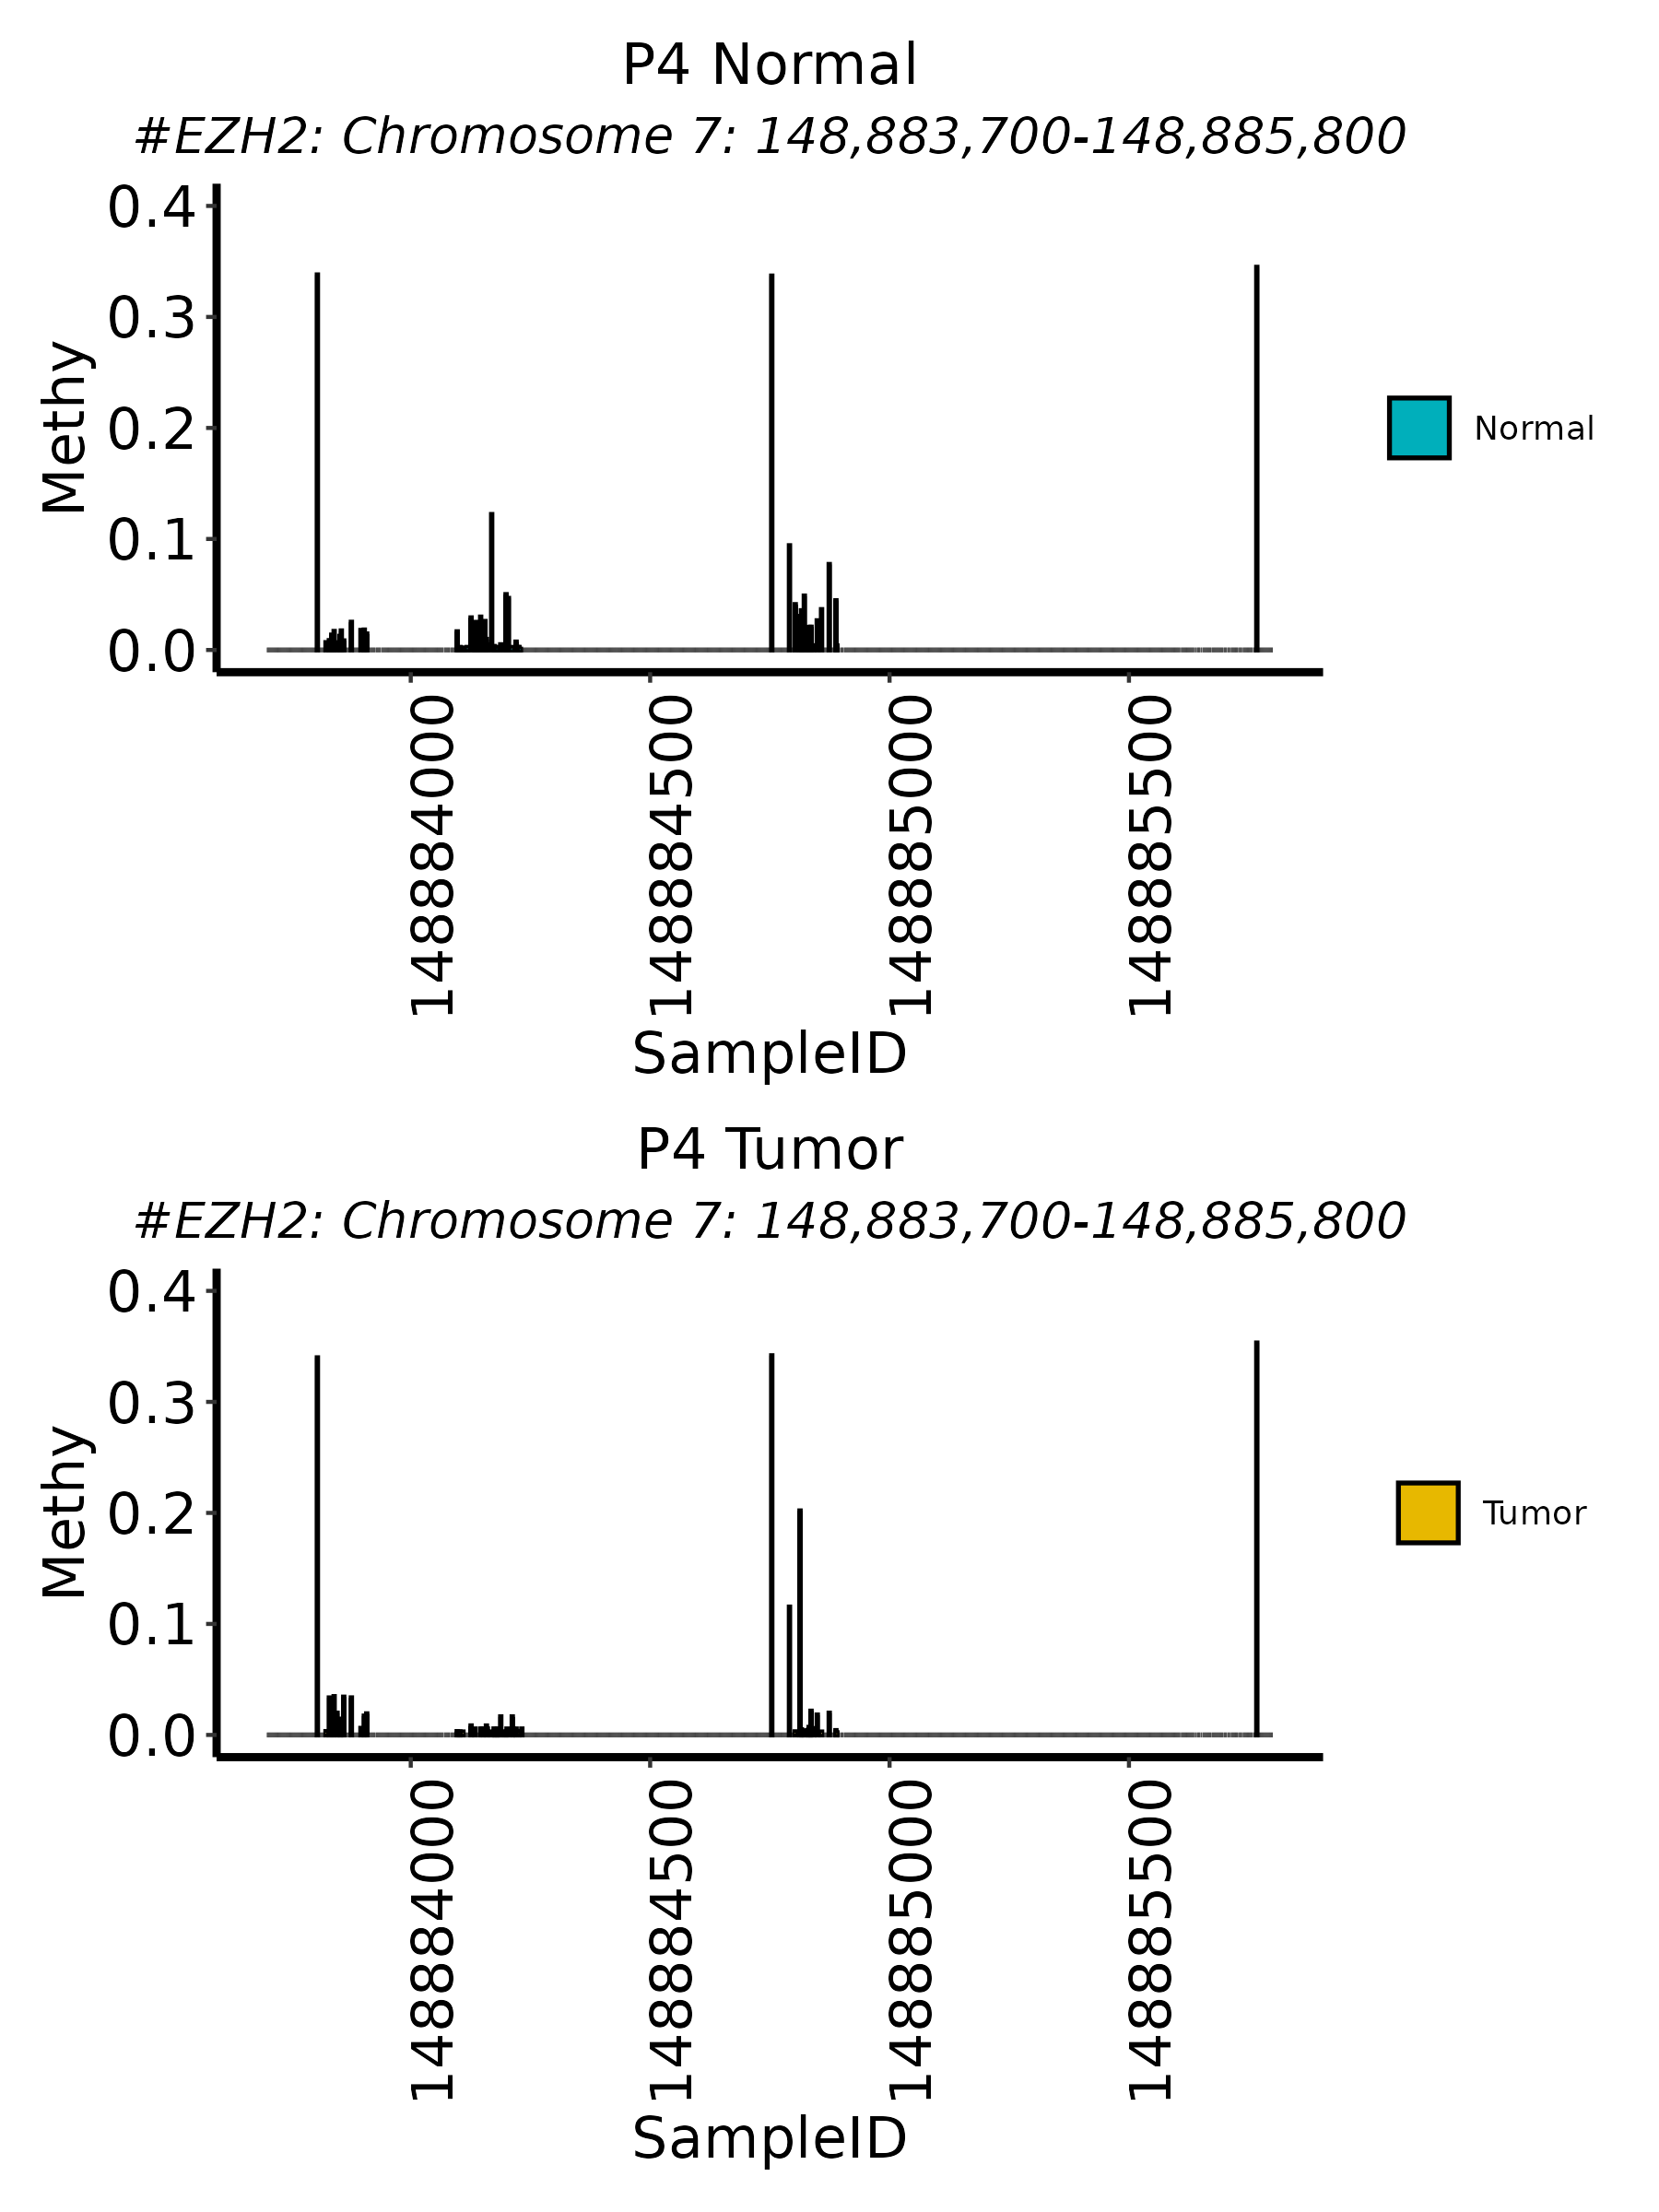 P4 Normal
#EZH2: Chromosome 7: 148,883,700-148,885,800
0.4
0.3
0.2
0.1
0.0
Methy
Normal
148884000
148884500
148885000
148885500
SampleID
P4 Tumor
#EZH2: Chromosome 7: 148,883,700-148,885,800
0.4
0.3
0.2
0.1
0.0
Methy
Tumor
148884000
148884500
148885000
148885500
SampleID